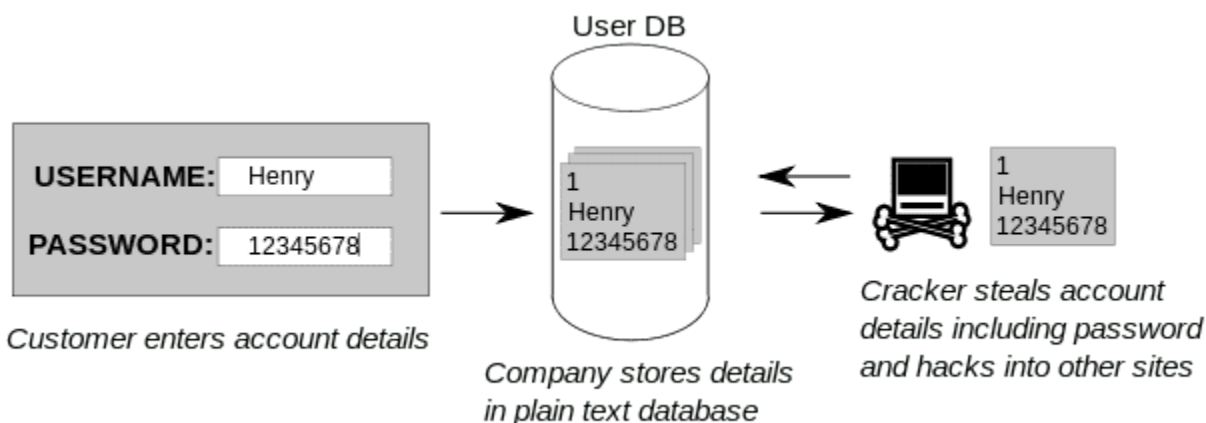 User DB
USERNAME: Henry
PASSWORD: 12345678
Customer enters account details
1
Henry
12345678
Company stores details
in plain text database
1
Henry
12345678
Cracker steals account
details including password
and hacks into other sites